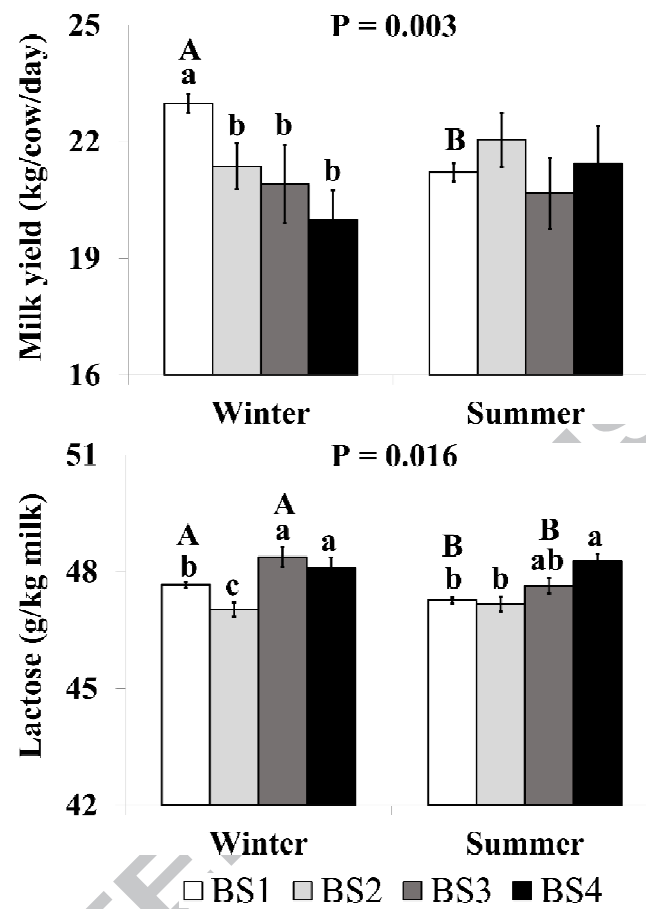 25
P = 0.003
A
a
b
b
b
B
22
19
16
Milk yield (kg/cow/day)
Winter
Summer
51
P = 0.016
A
b
c
A
a
a
B
b
b
B
ab
a
48
45
42
Lactose (g/kg milk)
Winter
Summer
BS1 BS2 BS3 BS4